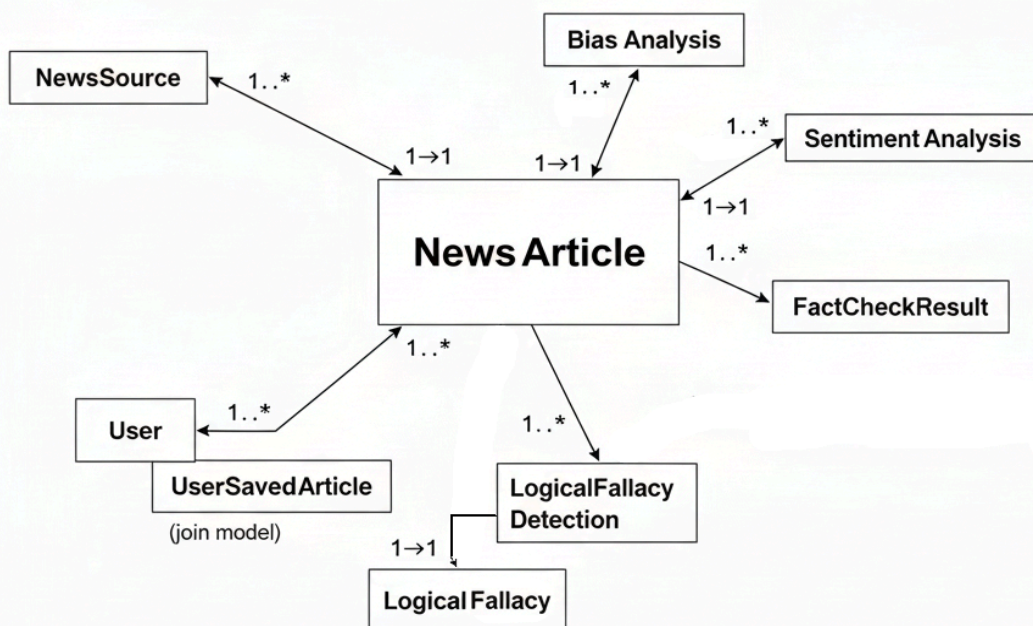 Bias Analysis
NewsSource
1..*
1..*
1..*
Sentiment Analysis
1→1
1→1
1→1
News Article
1..*
FactCheckResult
1..*
1..*
User
UserSavedArticle
(join model)
1..*
LogicalFallacy
Detection
1→1
Logical Fallacy